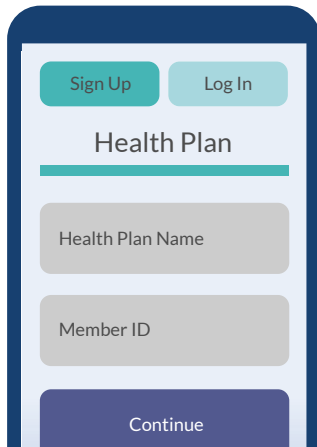 Sign Up
Log In
Health Plan
Health Plan Name
Member ID
Continue